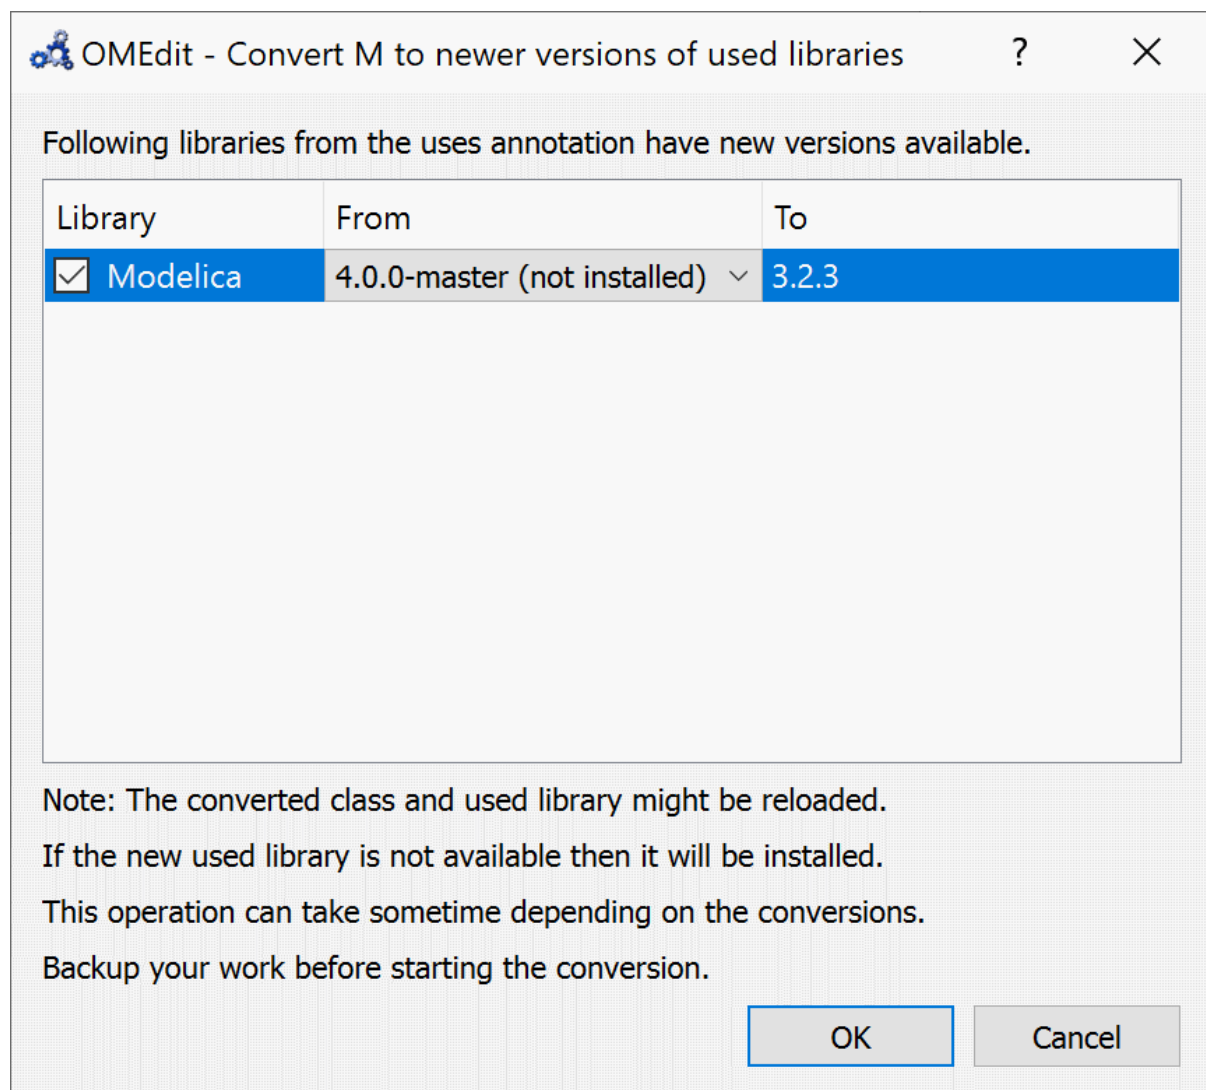 OMEdit - Convert M to newer versions of used libraries ?
Following libraries from the uses annotation have new versions available.
Library From To
Modelica 4.0.0-master (not installed) 3.2.3
Note: The converted class and used library might be reloaded.
If the new used library is not available then it will be installed.
This operation can take sometime depending on the conversions.
Backup your work before starting the conversion.
OK Cancel